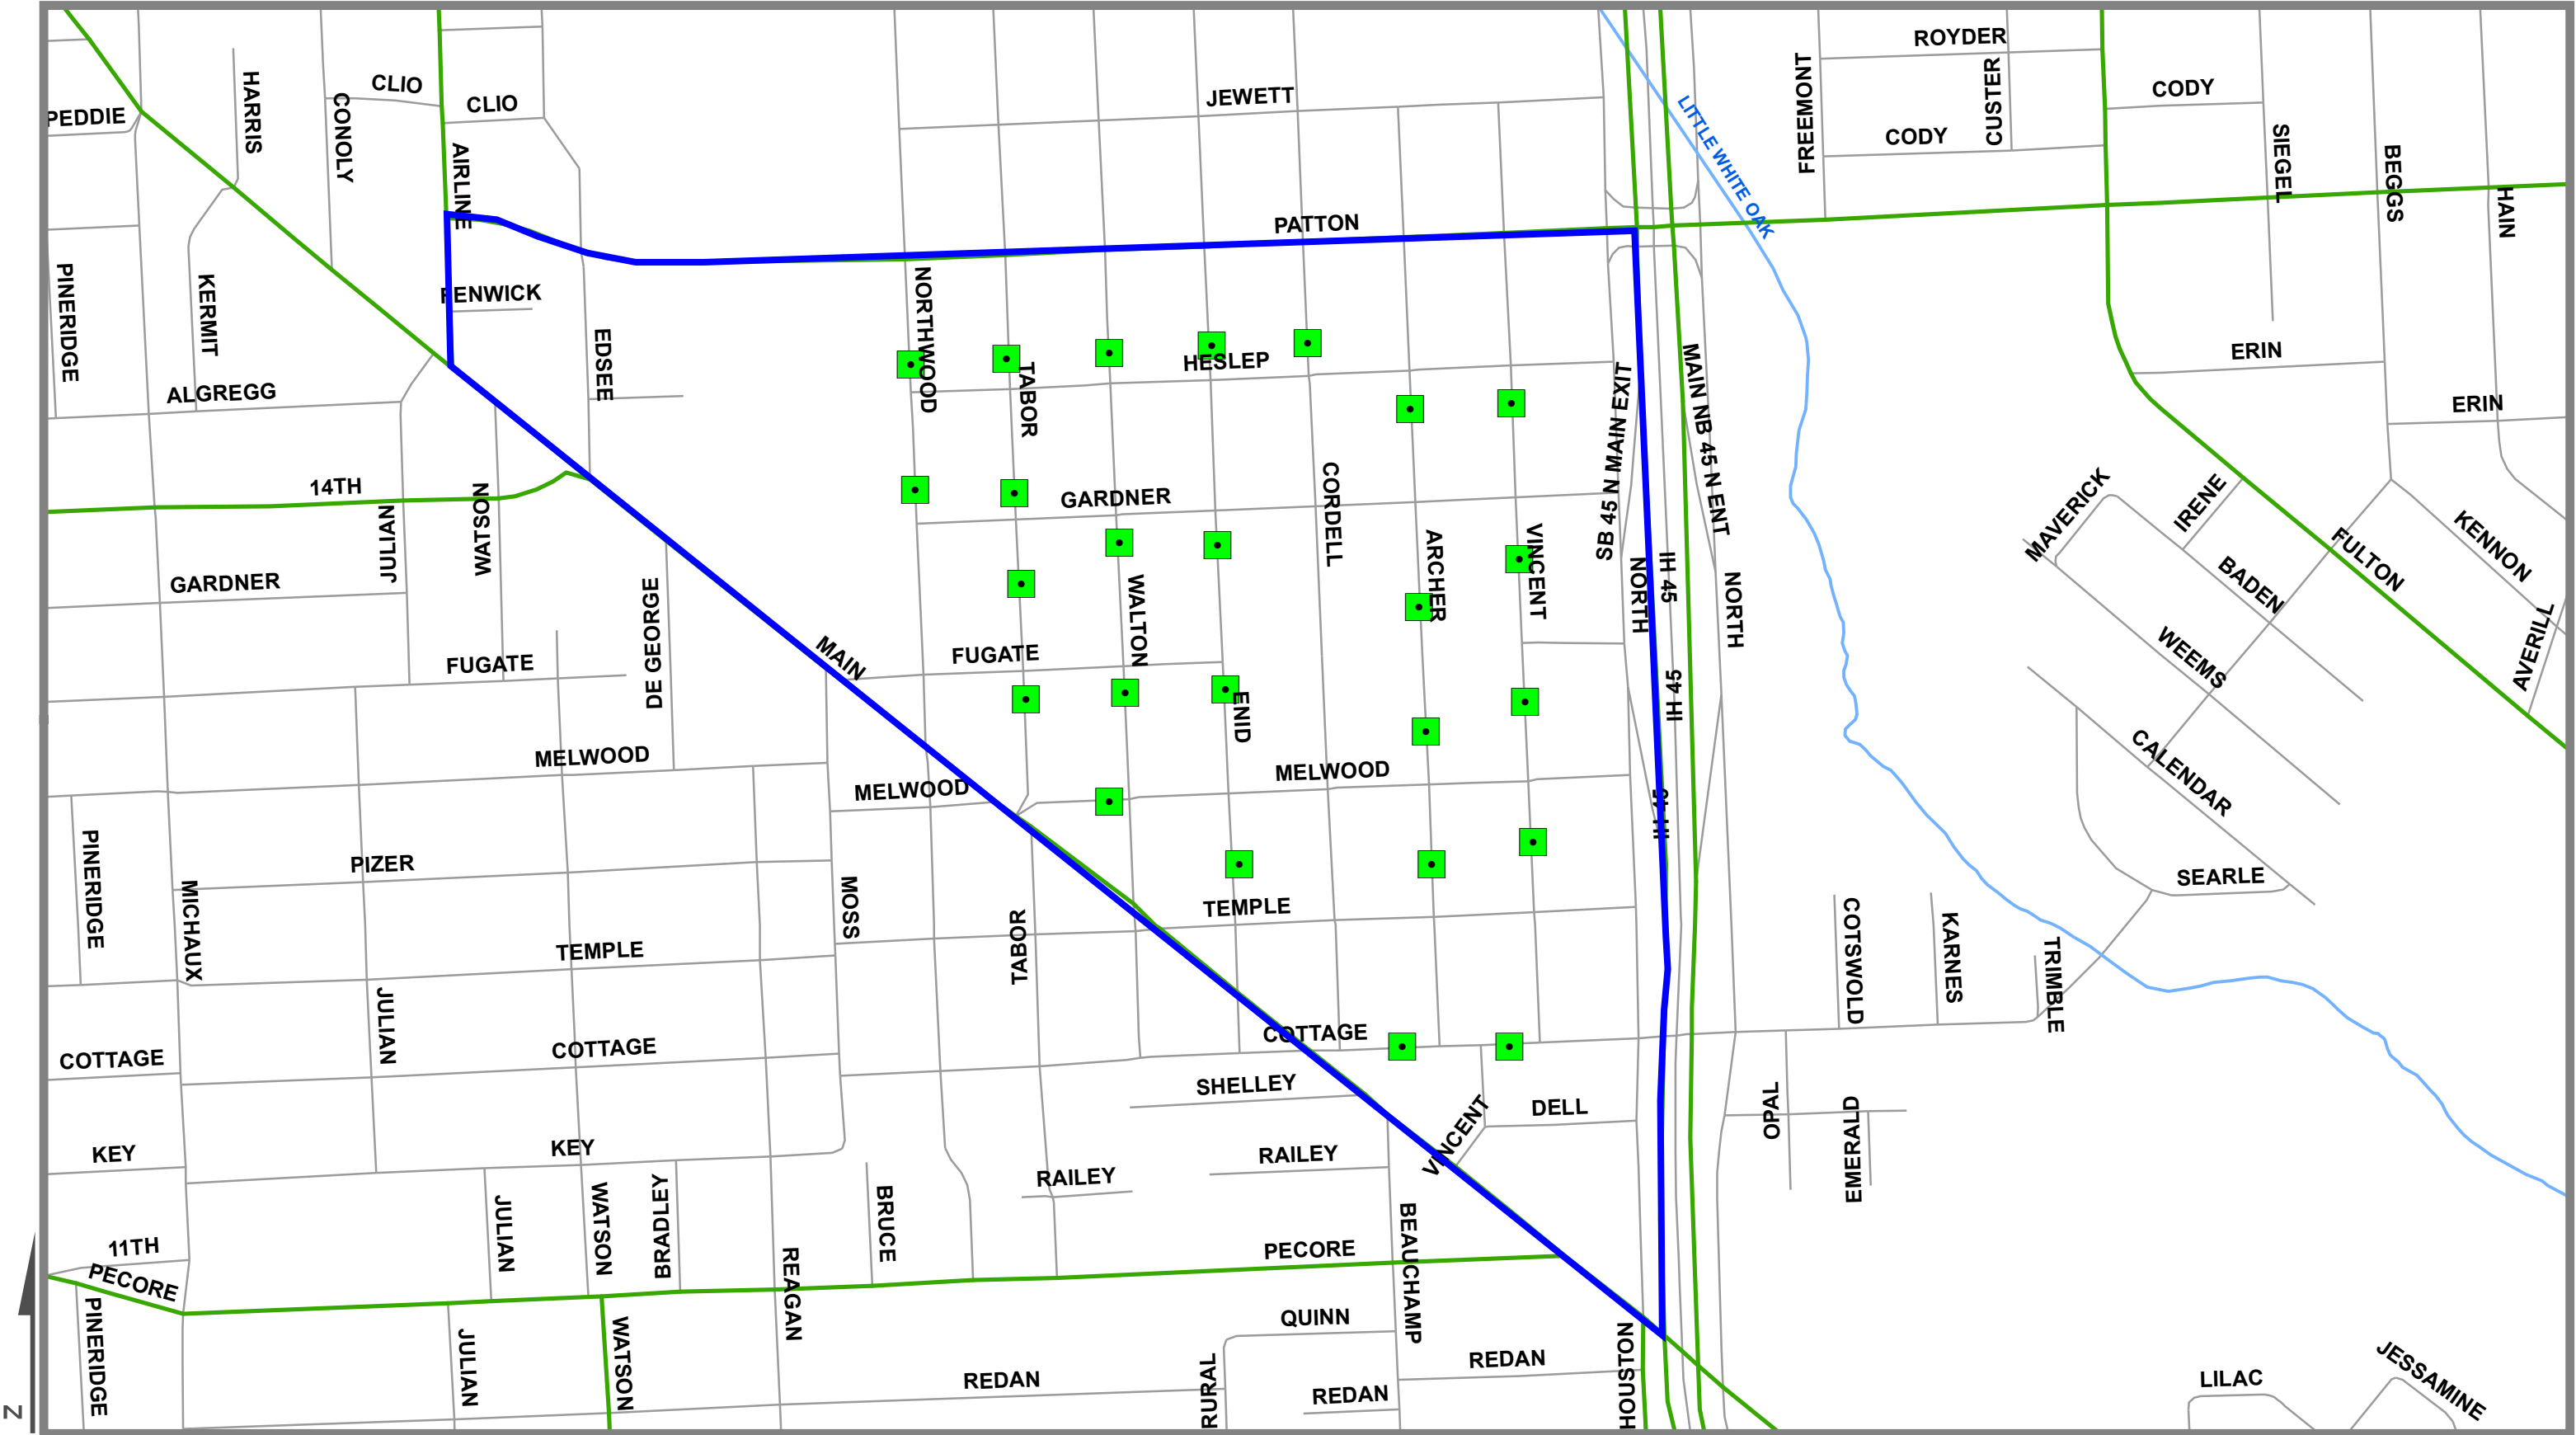 ROYDER
HARRIS
CLIO
CONOLY
CLIO
JEWETT
LITTLE WHITE OAK
FREEMONT
CUSTER
CODY
CODY
PEDDIE
AIRLINE
SIEGEL
BEGGS
HAIN
PATTON
PINERIDGE
KERMIT
FENWICK
EDSEE
NORTHWOOD
TABOR
HESLEP
SB 45 N MAIN EXIT
MAIN NB 45 N ENT
ERIN
ALGREGG
ERIN
14TH
JULIAN
WATSON
GARDNER
CORDELL
ARCHER
VINCENT
MAVERICK
IRENE
BADEN
FULTON
KENNON
GARDNER
DE GEORGE
WALTON
NORTH
IH 45
NORTH
WEEMS
AVERILL
FUGATE
MAIN
FUGATE
ENID
IH 45
MELWOOD
MELWOOD
MELWOOD
IH 45
CALENDAR
PINERIDGE
PIZER
MICHAUX
MOSS
TABOR
TEMPLE
SEARLE
TEMPLE
COTSWOLD
KARNES
TRIMBLE
JULIAN
COTTAGE
COTTAGE
COTTAGE
SHELLEY
DELL
OPAL
EMERALD
KEY
KEY
VINCENT
RAILEY
RAILEY
JULIAN
WATSON
BRADLEY
BRUCE
BEAUCHAMP
11TH
PECORE
REAGAN
PECORE
PINERIDGE
JULIAN
WATSON
QUINN
HOUSTON
REDAN
RURAL
REDAN
REDAN
LILAC
JESSAMINE
N